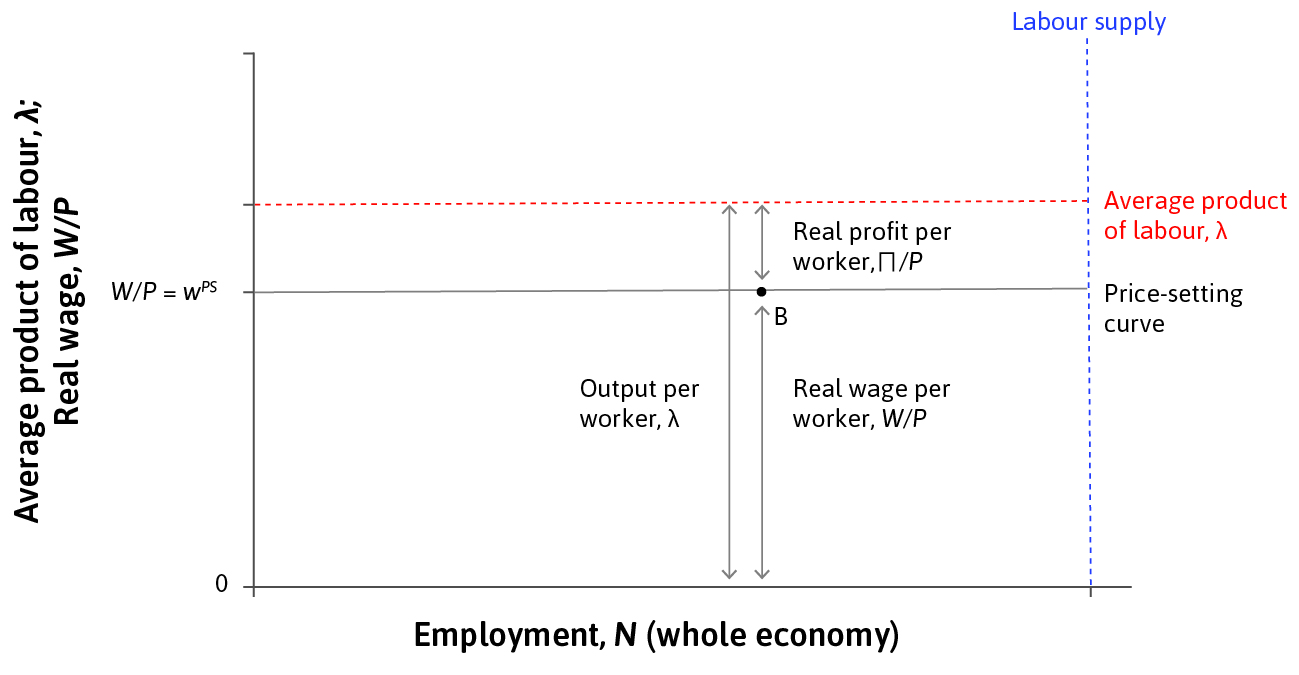 Labour supply
Average product of labour, λ;
Real wage, W/P
Average product
of labour, λ
Real profit per
worker, Π/P
W/P = wᴾˢ
Price-setting
curve
B
Output per
worker, λ
Real wage per
worker, W/P
0
Employment, N (whole economy)